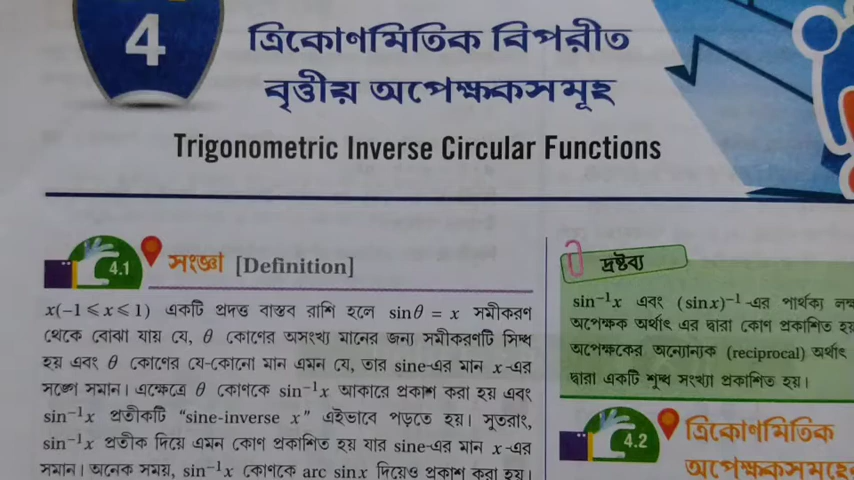 4
ত্রিকোণমিতিক বিপরীত
বৃত্তীয় অপেক্ষকসমূহ
Trigonometric Inverse Circular Functions
4.1 সংজ্ঞা [Definition]
x(−1 ⩽ x ⩽ 1) একটি প্রদত্ত বাস্তব রাশি হলে sinθ = x সমীকরণ
থেকে বোঝা যায় যে, θ কোণের অসংখ্য মানের জন্য সমীকরণটি সিদ্ধ
হয় এবং θ কোণের যে-কোনো মান এমন যে, তার sine-এর মান x-এর
সঙ্গে সমান। এক্ষেত্রে θ কোণকে sin⁻¹x আকারে প্রকাশ করা হয় এবং
sin⁻¹x প্রতীকটি “sine-inverse x” এইভাবে পড়তে হয়। সুতরাং,
sin⁻¹x প্রতীক দিয়ে এমন কোণ প্রকাশিত হয় যার sine-এর মান x-এর
সমান। অনেক সময়, sin⁻¹x কোণকে arc sinx দিয়েও প্রকাশ করা হয়।
দ্রষ্টব্য
sin⁻¹x এবং (sinx)⁻¹-এর পার্থক্য
অপেক্ষক অর্থাৎ এর দ্বারা কোণ প্রকাশিত
অপেক্ষকের অন্যোন্যক (reciprocal) অর্থাৎ
দ্বারা একটি শুদ্ধ সংখ্যা প্রকাশিত হয়।
4.2 ত্রিকোণমিতিক
অপেক্ষকসমূহের